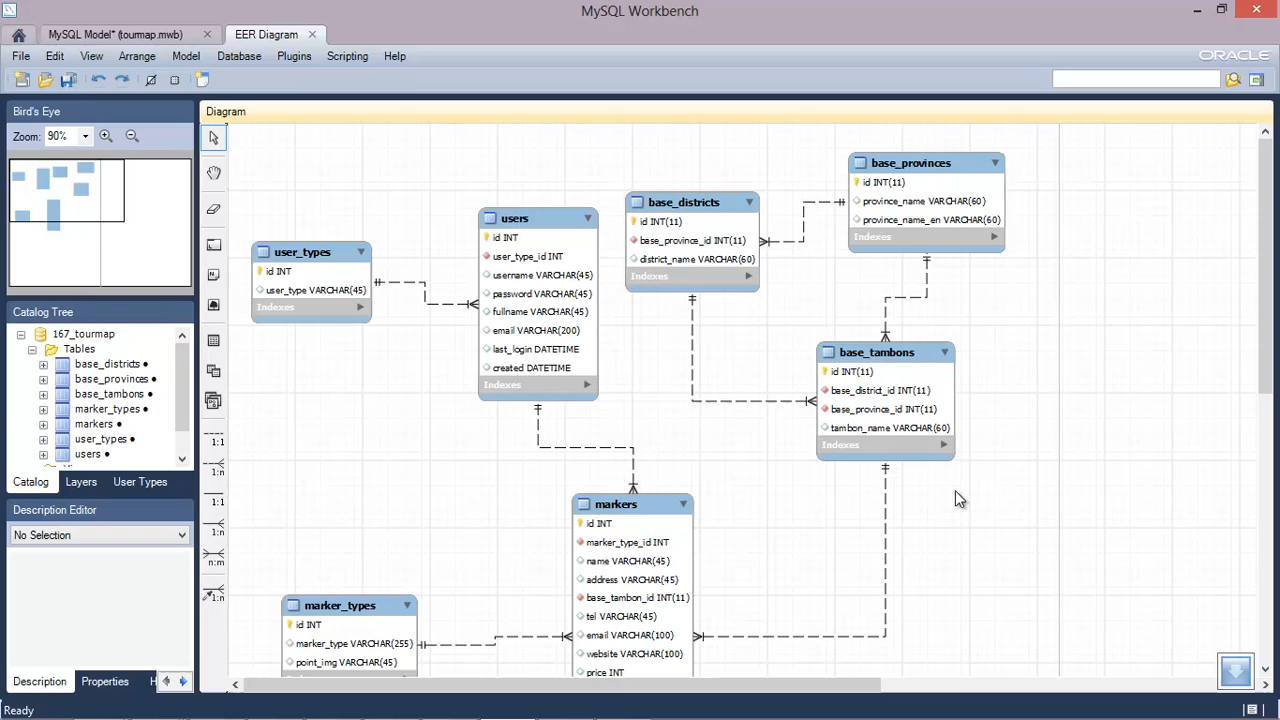 MySQL Workbench
MySQL Model* (tourmap.mwb)
EER Diagram
File Edit View Arrange Model Database Plugins Scripting Help
ORACLE
Bird's Eye
Zoom: 90%
Catalog Tree
167_tourmap
Tables
base_districts
base_provinces
base_tambons
marker_types
markers
user_types
users
Catalog Layers User Types
Description Editor
No Selection
Description Properties H
Ready
Diagram
1:1
1:n
1:1
1:n
n:m
1:n
user_types
id INT
user_type VARCHAR(45)
Indexes
users
id INT
user_type_id INT
username VARCHAR(45)
password VARCHAR(45)
fullname VARCHAR(45)
email VARCHAR(200)
last_login DATETIME
created DATETIME
Indexes
base_districts
id INT(11)
base_province_id INT(11)
district_name VARCHAR(60)
Indexes
base_provinces
id INT(11)
province_name VARCHAR(60)
province_name_en VARCHAR(60)
Indexes
base_tambons
id INT(11)
base_district_id INT(11)
base_province_id INT(11)
tambon_name VARCHAR(60)
Indexes
markers
id INT
marker_type_id INT
name VARCHAR(45)
address VARCHAR(45)
base_tambon_id INT(11)
tel VARCHAR(45)
email VARCHAR(100)
website VARCHAR(100)
price INT
marker_types
id INT
marker_type VARCHAR(255)
point_img VARCHAR(45)